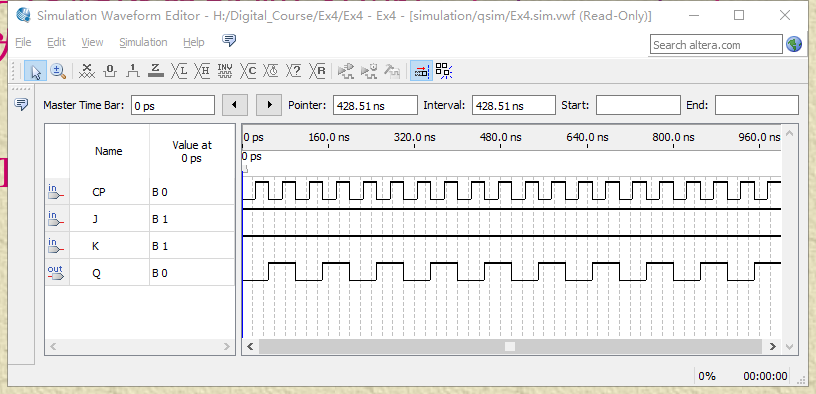 Simulation Waveform Editor - H:/Digital_Course/Ex4/Ex4 - Ex4 - [simulation/qsim/Ex4.sim.vwf (Read-Only)]
File Edit View Simulation Help
Search altera.com
Master Time Bar: 0 ps Pointer: 428.51 ns Interval: 428.51 ns Start: End:
Name Value at 0 ps
0 ps 160.0 ns 320.0 ns 480.0 ns 640.0 ns 800.0 ns 960.0 ns
0 ps
in CP B 0
in J B 1
in K B 1
out Q B 0
0% 00:00:00